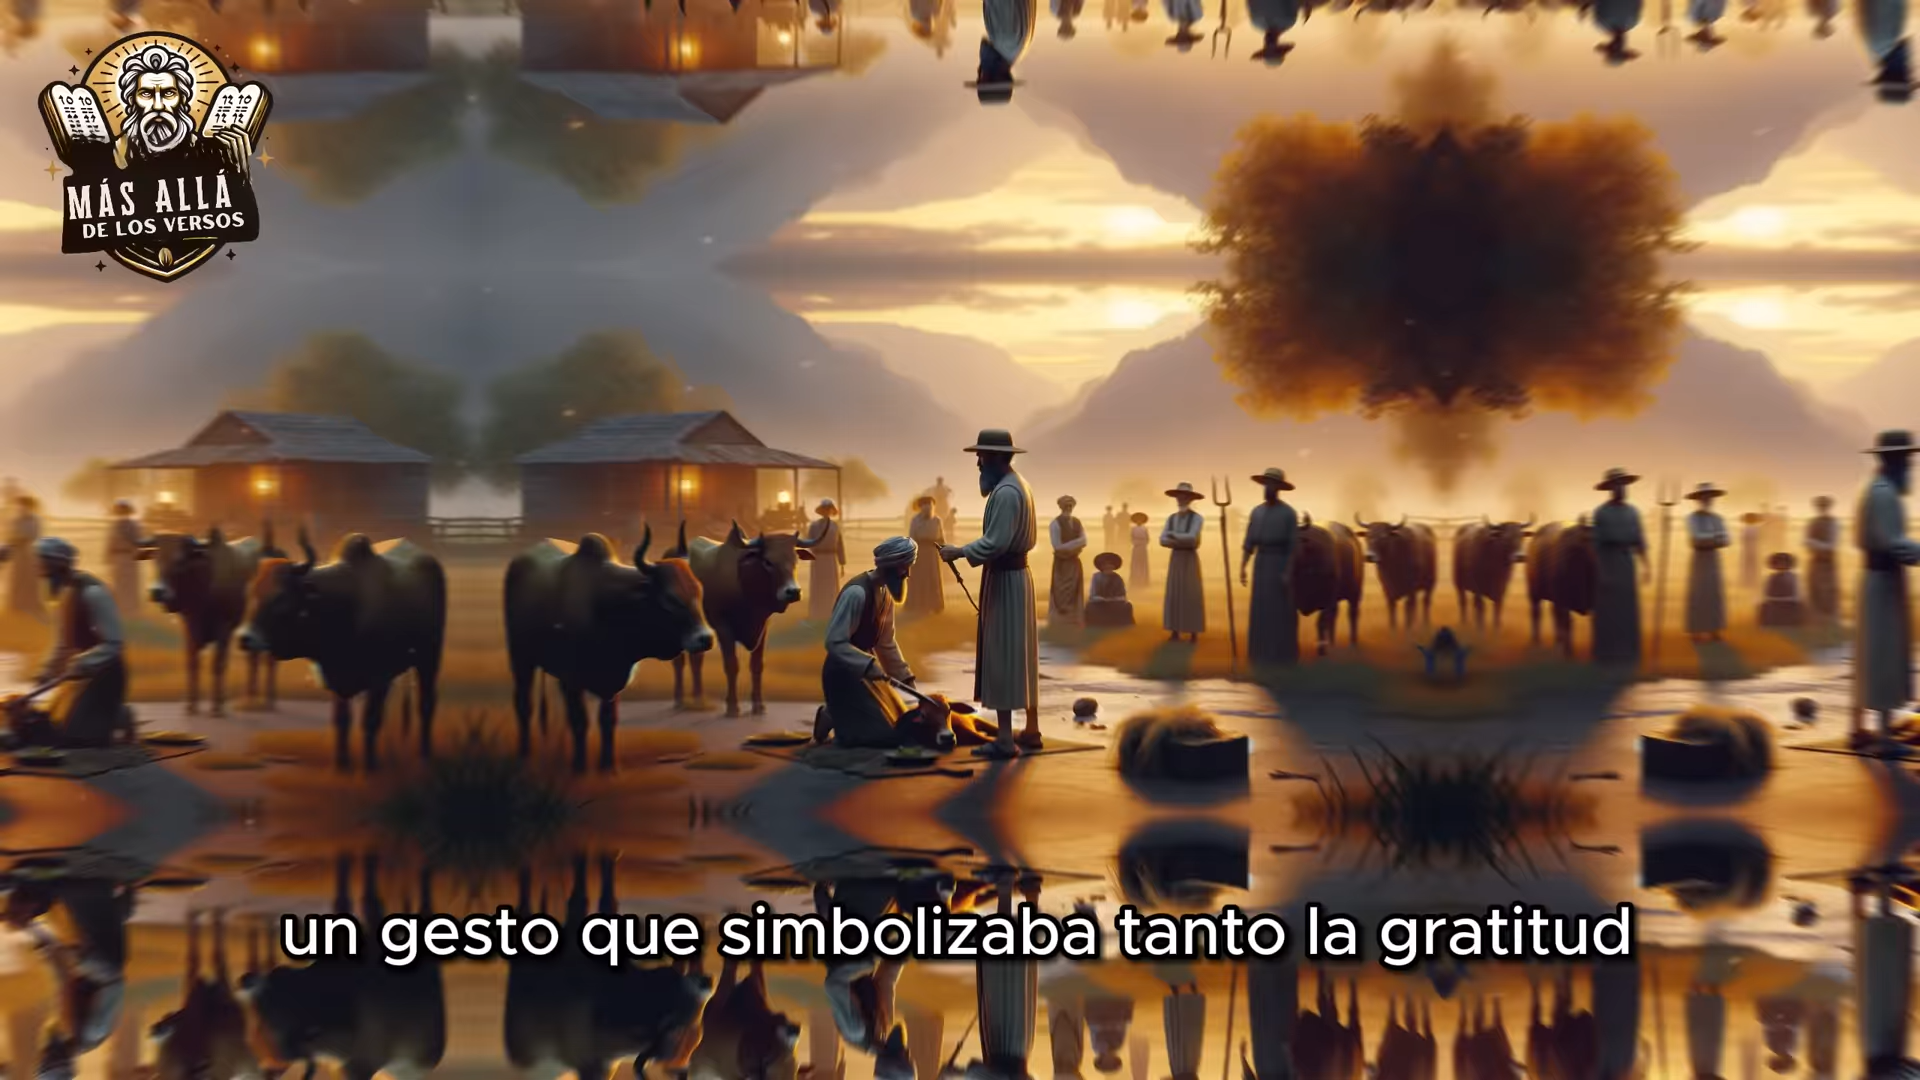 MÁS ALLÁ
DE LOS VERSOS
un gesto que simbolizaba tanto la gratitud